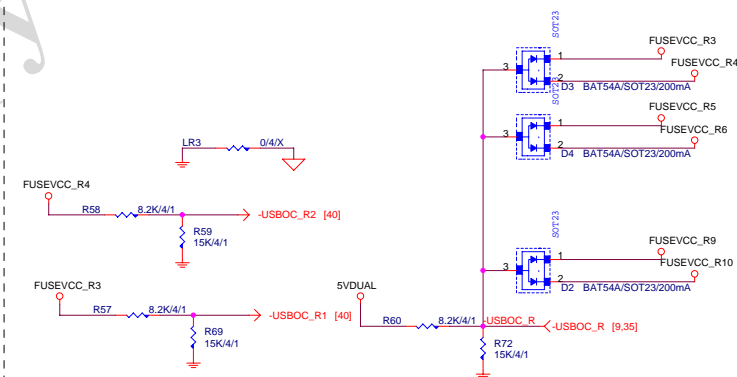 SOT23
FUSEVCC_R3
1
3
FUSEVCC_R4
2
D3 BAT54A/SOT23/200mA
SOT23
FUSEVCC_R5
1
3
FUSEVCC_R6
2
D4 BAT54A/SOT23/200mA
LR3 0/4/X
FUSEVCC_R4
R58 8.2K/4/1
-USBOC_R2 [40]
R59
15K/4/1
SOT23
FUSEVCC_R9
1
3
FUSEVCC_R10
2
D2 BAT54A/SOT23/200mA
FUSEVCC_R3
R57 8.2K/4/1
-USBOC_R1 [40]
R69
15K/4/1
5VDUAL
R60 8.2K/4/1
-USBOC_R
-USBOC_R [9,35]
R72
15K/4/1